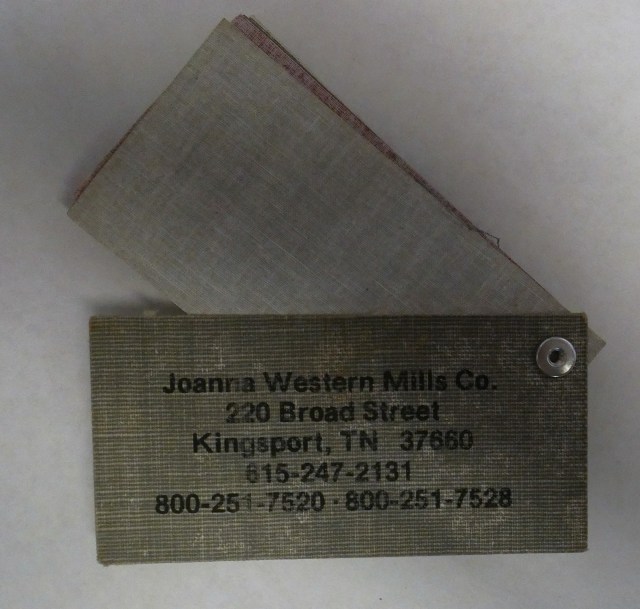 Joanna Western Mills Co.
220 Broad Street
Kingsport, TN 37660
615-247-2131
800-251-7520 · 800-251-7528